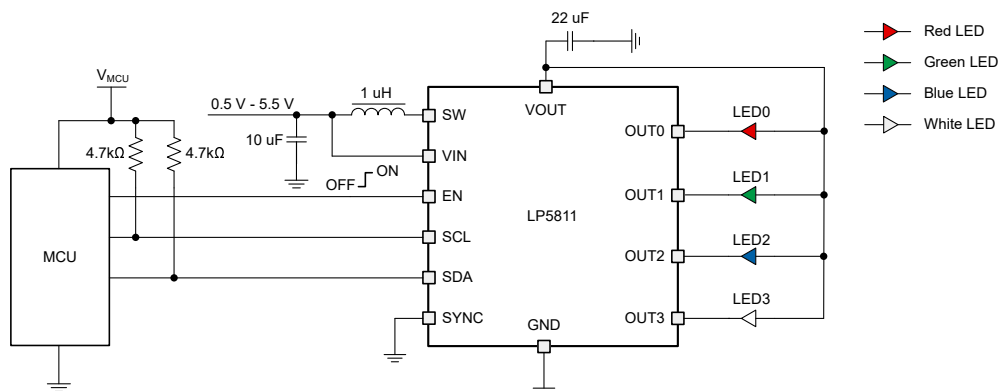 22 uF
Red LED
Green LED
Blue LED
White LED
VMCU
0.5 V - 5.5 V
1 uH
10 uF
4.7kΩ
4.7kΩ
OFF
ON
MCU
SW
VIN
EN
SCL
SDA
SYNC
VOUT
LP5811
GND
OUT0
OUT1
OUT2
OUT3
LED0
LED1
LED2
LED3